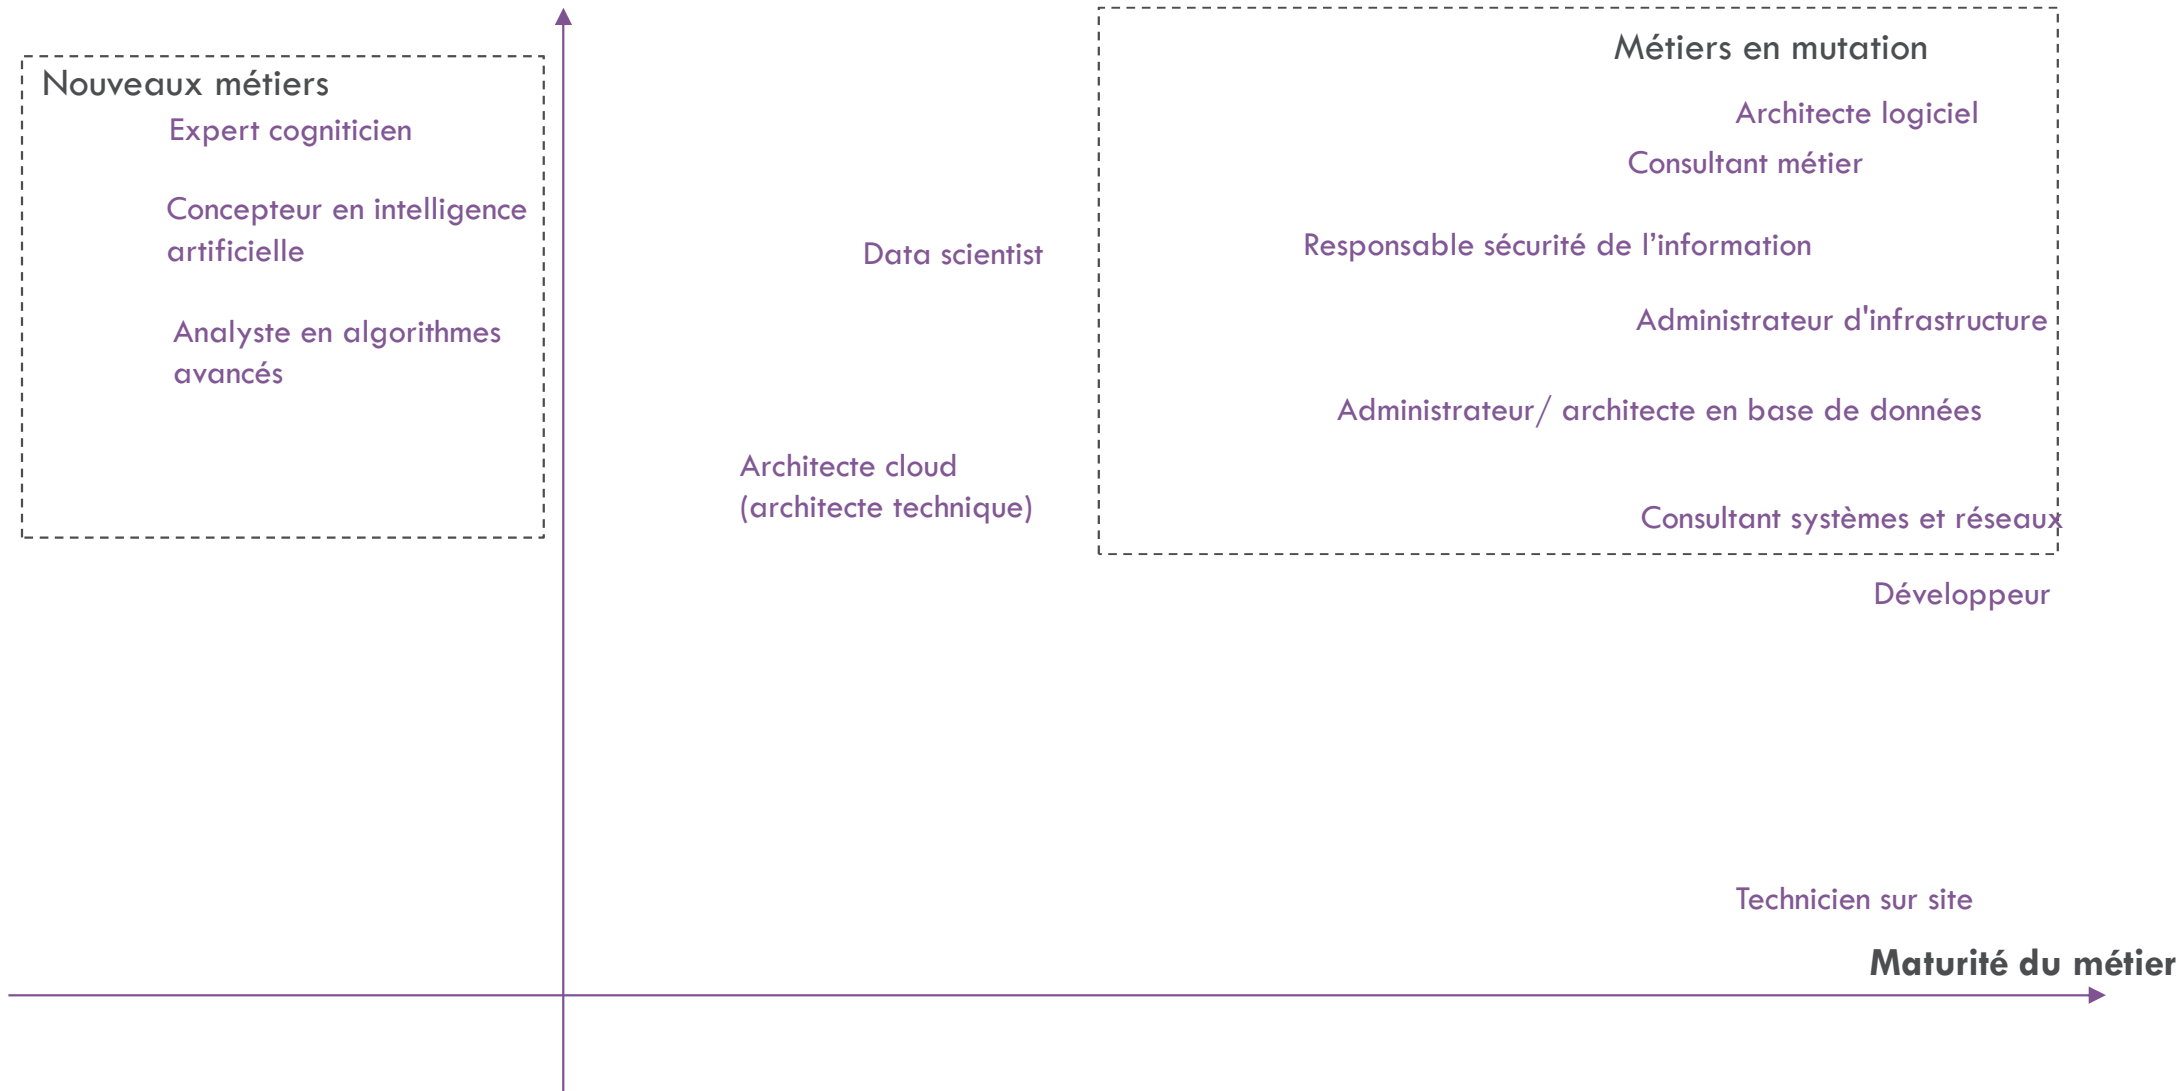 Nouveaux métiers
Expert cogniticien
Concepteur en intelligence
artificielle
Analyste en algorithmes
avancés
Data scientist
Architecte cloud
(architecte technique)
Métiers en mutation
Architecte logiciel
Consultant métier
Responsable sécurité de l’information
Administrateur d'infrastructure
Administrateur/ architecte en base de données
Consultant systèmes et réseaux
Développeur
Technicien sur site
Maturité du métier